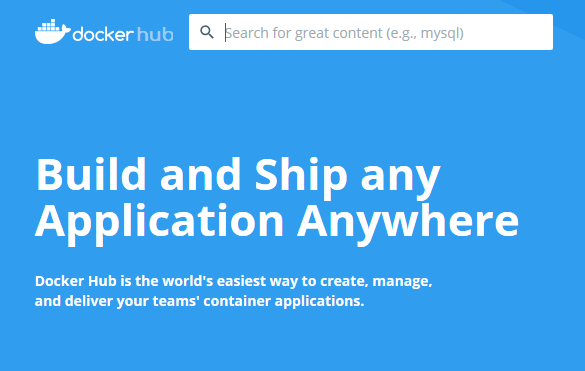 docker hub
Search for great content (e.g., mysql)
Build and Ship any
Application Anywhere
Docker Hub is the world's easiest way to create, manage,
and deliver your teams' container applications.